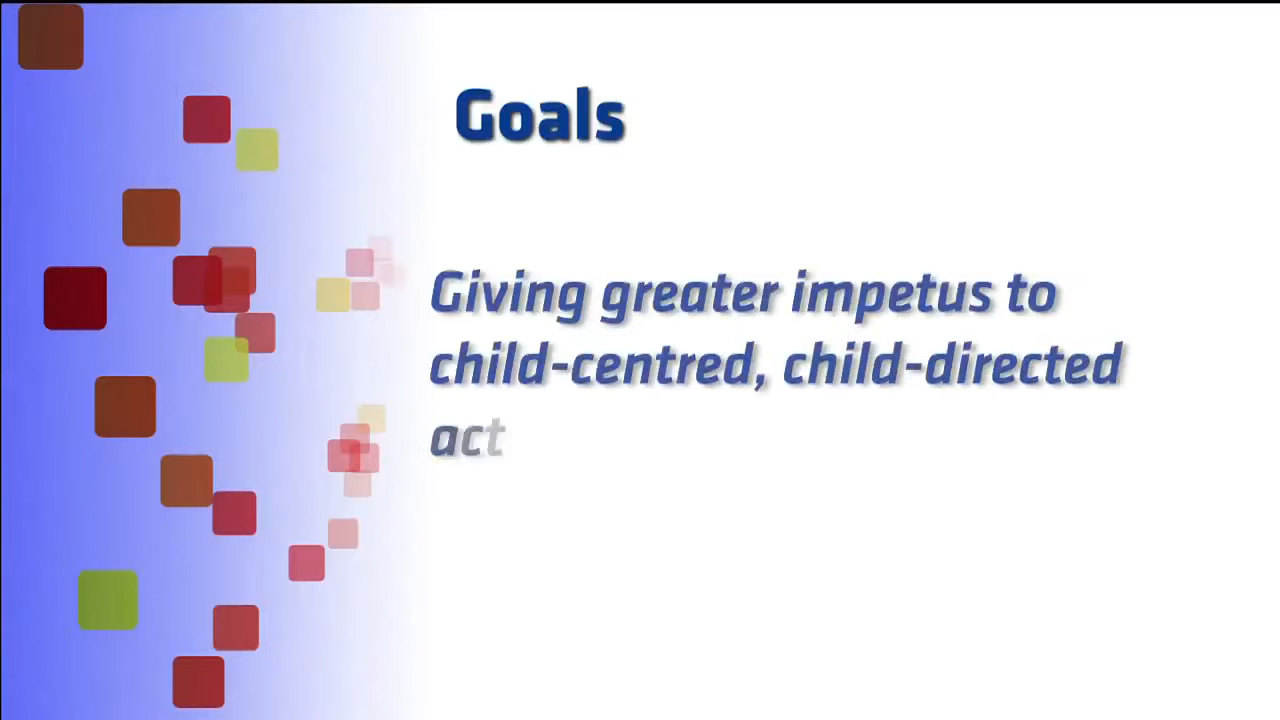 Goals
Giving greater impetus to
child-centred, child-directed
act